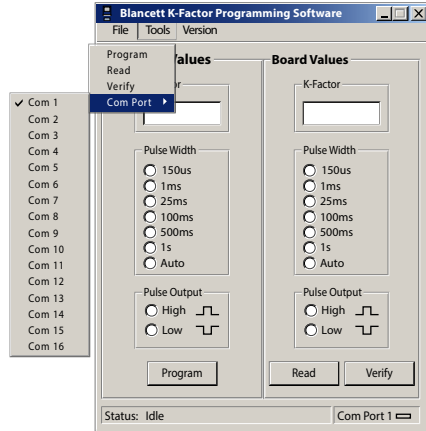 Blancett K-Factor Programming Software
File Tools Version
Program
Read
Verify
Com Port
✓ Com 1
Com 2
Com 3
Com 4
Com 5
Com 6
Com 7
Com 8
Com 9
Com 10
Com 11
Com 12
Com 13
Com 14
Com 15
Com 16
alues
or
Pulse Width
150us
1ms
25ms
100ms
500ms
1s
Auto
Pulse Output
High
Low
Program
Board Values
K-Factor
Pulse Width
150us
1ms
25ms
100ms
500ms
1s
Auto
Pulse Output
High
Low
Read Verify
Status: Idle Com Port 1